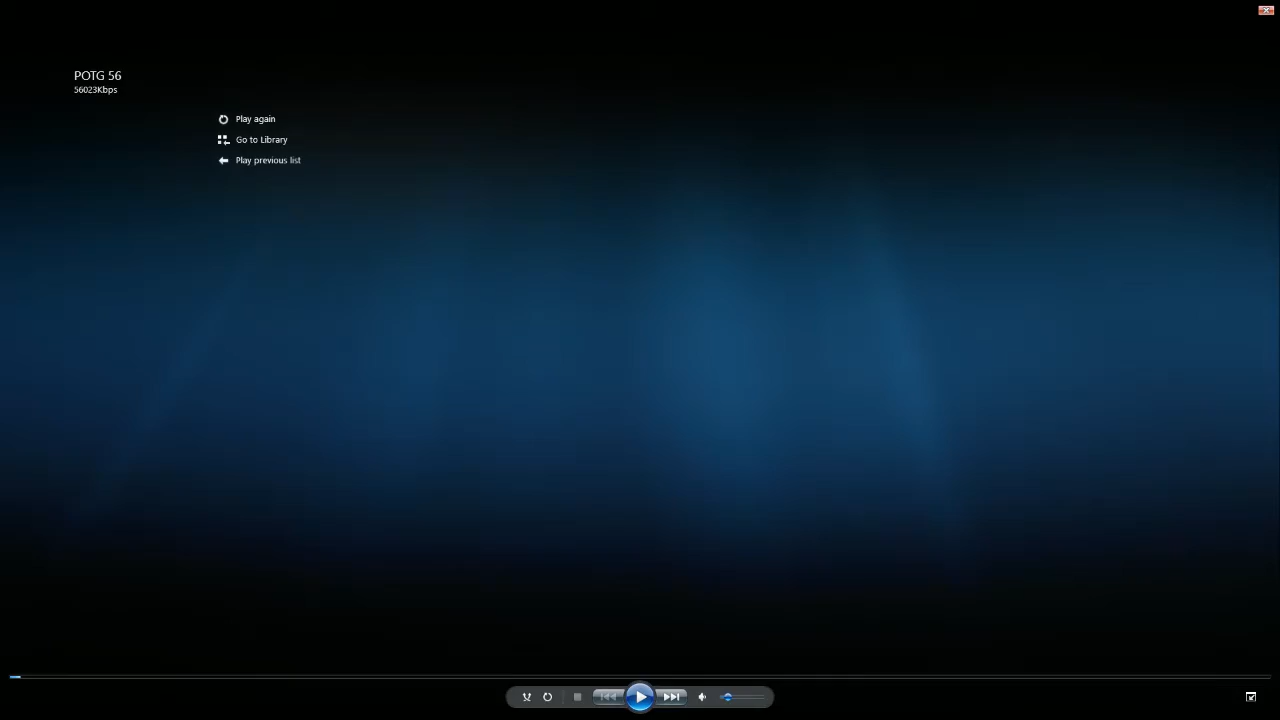 POTG 56
56023Kbps
Play again
Go to Library
Play previous list